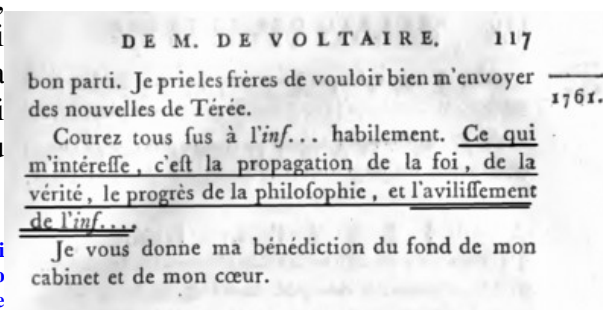 DE M. DE VOLTAIRE. 117
bon parti. Je prie les frères de vouloir bien m'envoyer
des nouvelles de Térée.
1761.
Courez tous ſus à l'inf... habilement. Ce qui
m'intéreſſe, c'eſt la propagation de la foi, de la
vérité, le progrès de la philoſophie, et l'aviliſſement
de l'inf....
Je vous donne ma bénédiction du fond de mon
cabinet et de mon cœur.